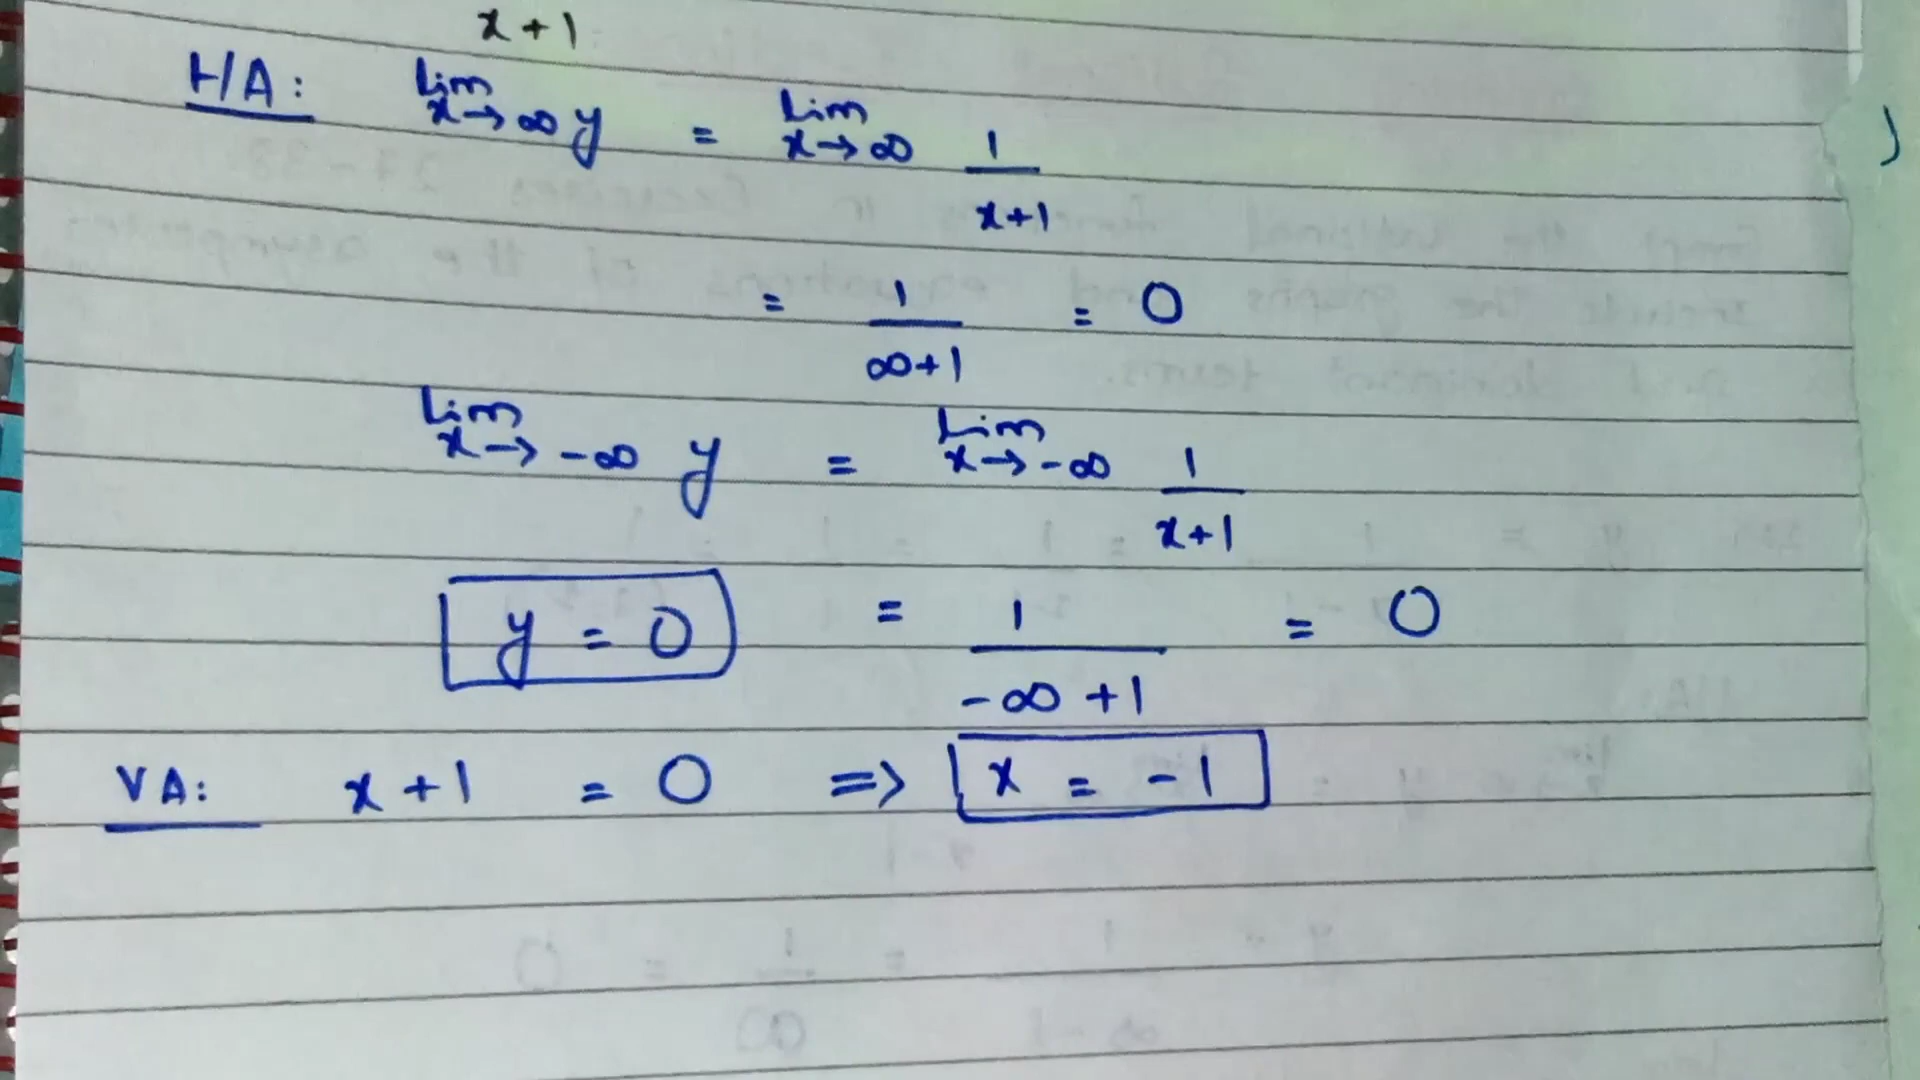 x+1
H/A: lim x→∞ y = lim x→∞ 1/(x+1)
= 1/(∞+1) = 0
lim x→-∞ y = lim x→-∞ 1/(x+1)
y = 0 = 1/(-∞+1) = 0
VA: x+1 = 0 => x = -1